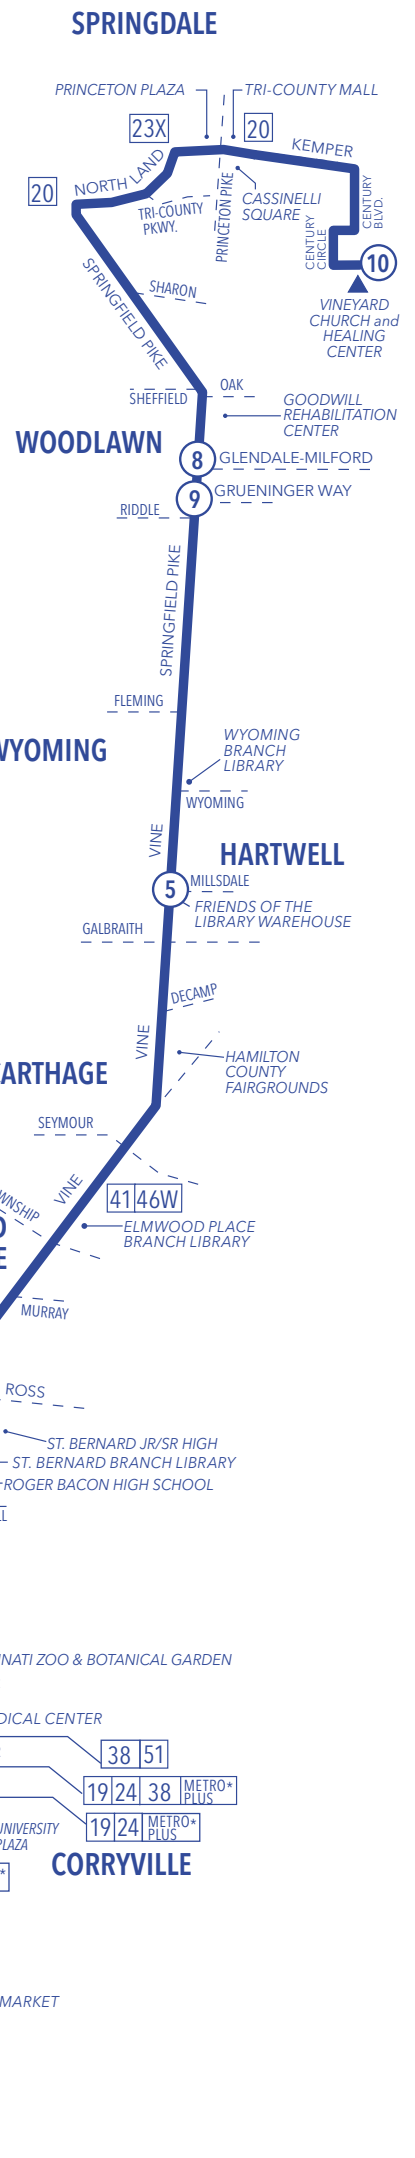 SPRINGDALE
PRINCETON PLAZA
TRI-COUNTY MALL
23X
20
KEMPER
NORTHLAND
20
CASSINELLI
SQUARE
TRI-COUNTY
PKWY.
PRINCETON PIKE
CENTURY
BLVD.
CENTURY
CIRCLE
10
SPRINGFIELD PIKE
SHARON
VINEYARD
CHURCH and
HEALING
CENTER
OAK
SHEFFIELD
GOODWILL
REHABILITATION
CENTER
WOODLAWN
8
GLENDALE-MILFORD
9
GRUENINGER WAY
RIDDLE
SPRINGFIELD PIKE
FLEMING
WYOMING
WYOMING
BRANCH
LIBRARY
WYOMING
VINE
HARTWELL
5
MILLSDALE
FRIENDS OF THE
LIBRARY WAREHOUSE
GALBRAITH
DECAMP
VINE
HAMILTON
COUNTY
FAIRGROUNDS
ARTHAGE
SEYMOUR
VINE
41 46W
WNSHIP
ELMWOOD PLACE
BRANCH LIBRARY
D
E
MURRAY
ROSS
ST. BERNARD JR/SR HIGH
ST. BERNARD BRANCH LIBRARY
ROGER BACON HIGH SCHOOL
LL
NATI ZOO & BOTANICAL GARDEN
DICAL CENTER
38 51
19 24 38 METRO*
PLUS
19 24 METRO*
PLUS
UNIVERSITY
PLAZA
CORRYVILLE
*
MARKET